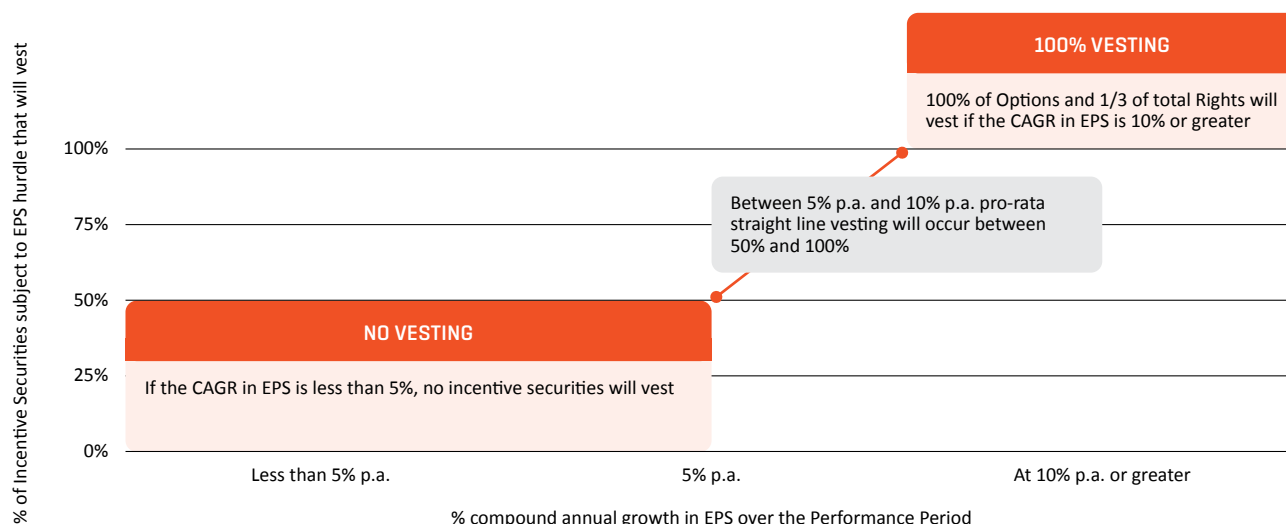 % of Incentive Securities subject to EPS hurdle that will vest
100% VESTING
100% of Options and 1/3 of total Rights will
vest if the CAGR in EPS is 10% or greater
100%
Between 5% p.a. and 10% p.a. pro-rata
straight line vesting will occur between
50% and 100%
75%
50%
NO VESTING
25%
If the CAGR in EPS is less than 5%, no incentive securities will vest
0%
Less than 5% p.a.
5% p.a.
At 10% p.a. or greater
% compound annual growth in EPS over the Performance Period